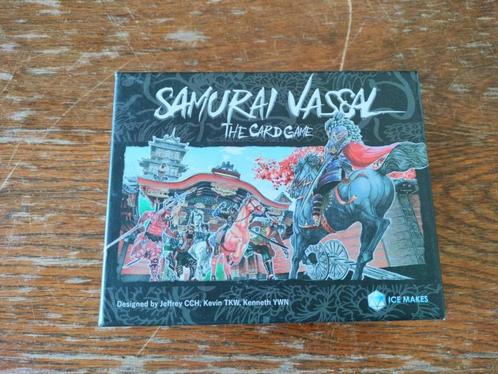 SAMURAI VASSAL
THE CARD GAME
Designed by Jeffrey CCH, Kevin TKW, Kenneth YWN
ICE MAKES